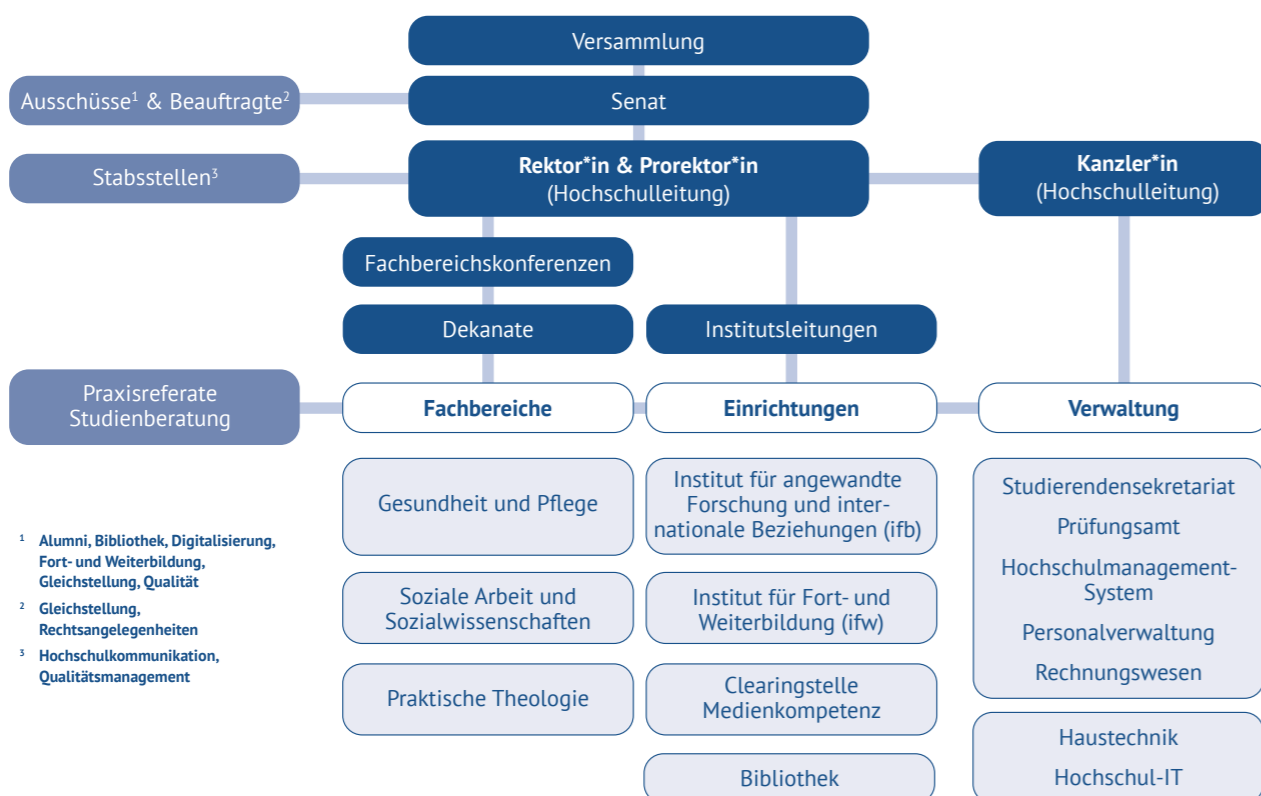 Versammlung
Ausschüsse¹ & Beauftragte²
Senat
Stabsstellen³
Rektor*in & Prorektor*in
(Hochschulleitung)
Kanzler*in
(Hochschulleitung)
Fachbereichskonferenzen
Dekanate
Institutsleitungen
Praxisreferate
Studienberatung
Fachbereiche
Einrichtungen
Verwaltung
Gesundheit und Pflege
Soziale Arbeit und
Sozialwissenschaften
Praktische Theologie
Institut für angewandte
Forschung und inter-
nationale Beziehungen (ifb)
Institut für Fort- und
Weiterbildung (ifw)
Clearingstelle
Medienkompetenz
Bibliothek
Studierendensekretariat
Prüfungsamt
Hochschulmanagement-
System
Personalverwaltung
Rechnungswesen
Haustechnik
Hochschul-IT
¹ Alumni, Bibliothek, Digitalisierung,
Fort- und Weiterbildung,
Gleichstellung, Qualität
² Gleichstellung,
Rechtsangelegenheiten
³ Hochschulkommunikation,
Qualitätsmanagement